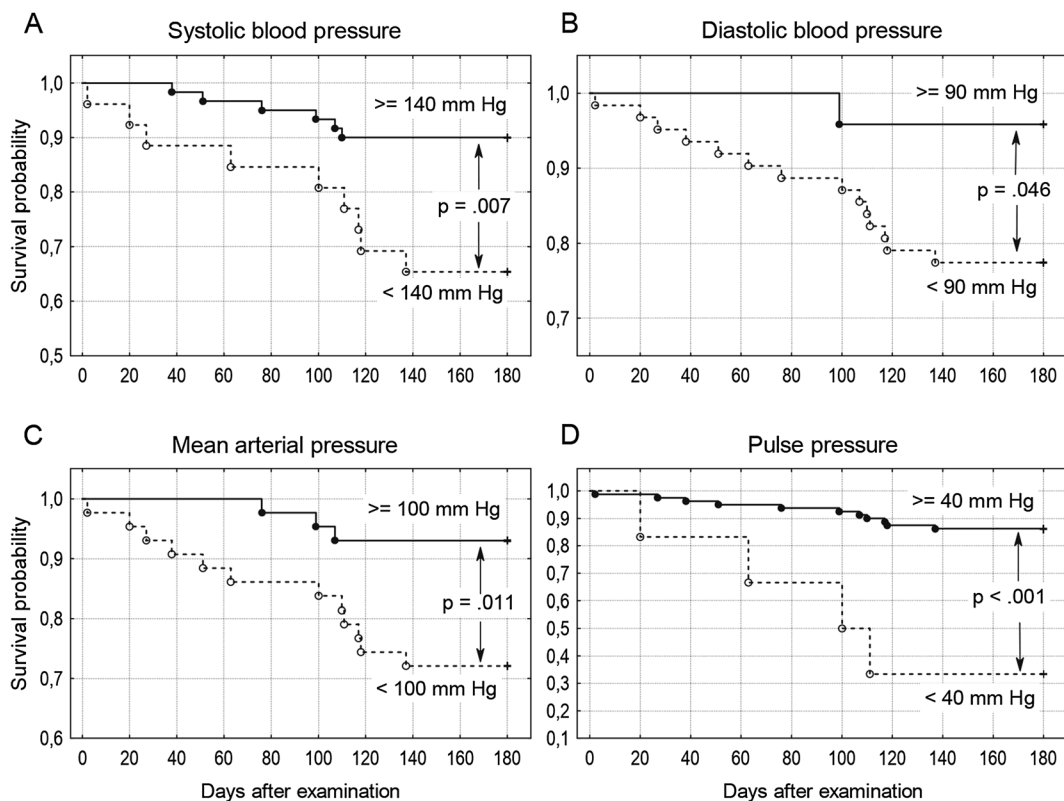 A
Systolic blood pressure
Survival probability
1,0
0,9
0,8
0,7
0,6
0,5
>= 140 mm Hg
p = .007
< 140 mm Hg
0 20 40 60 80 100 120 140 160 180
B
Diastolic blood pressure
1,0
0,9
0,8
0,7
>= 90 mm Hg
p = .046
< 90 mm Hg
0 20 40 60 80 100 120 140 160 180
C
Mean arterial pressure
Survival probability
1,0
0,9
0,8
0,7
0,6
>= 100 mm Hg
p = .011
< 100 mm Hg
0 20 40 60 80 100 120 140 160 180
Days after examination
D
Pulse pressure
1,0
0,9
0,8
0,7
0,6
0,5
0,4
0,3
0,2
0,1
>= 40 mm Hg
p < .001
< 40 mm Hg
0 20 40 60 80 100 120 140 160 180
Days after examination